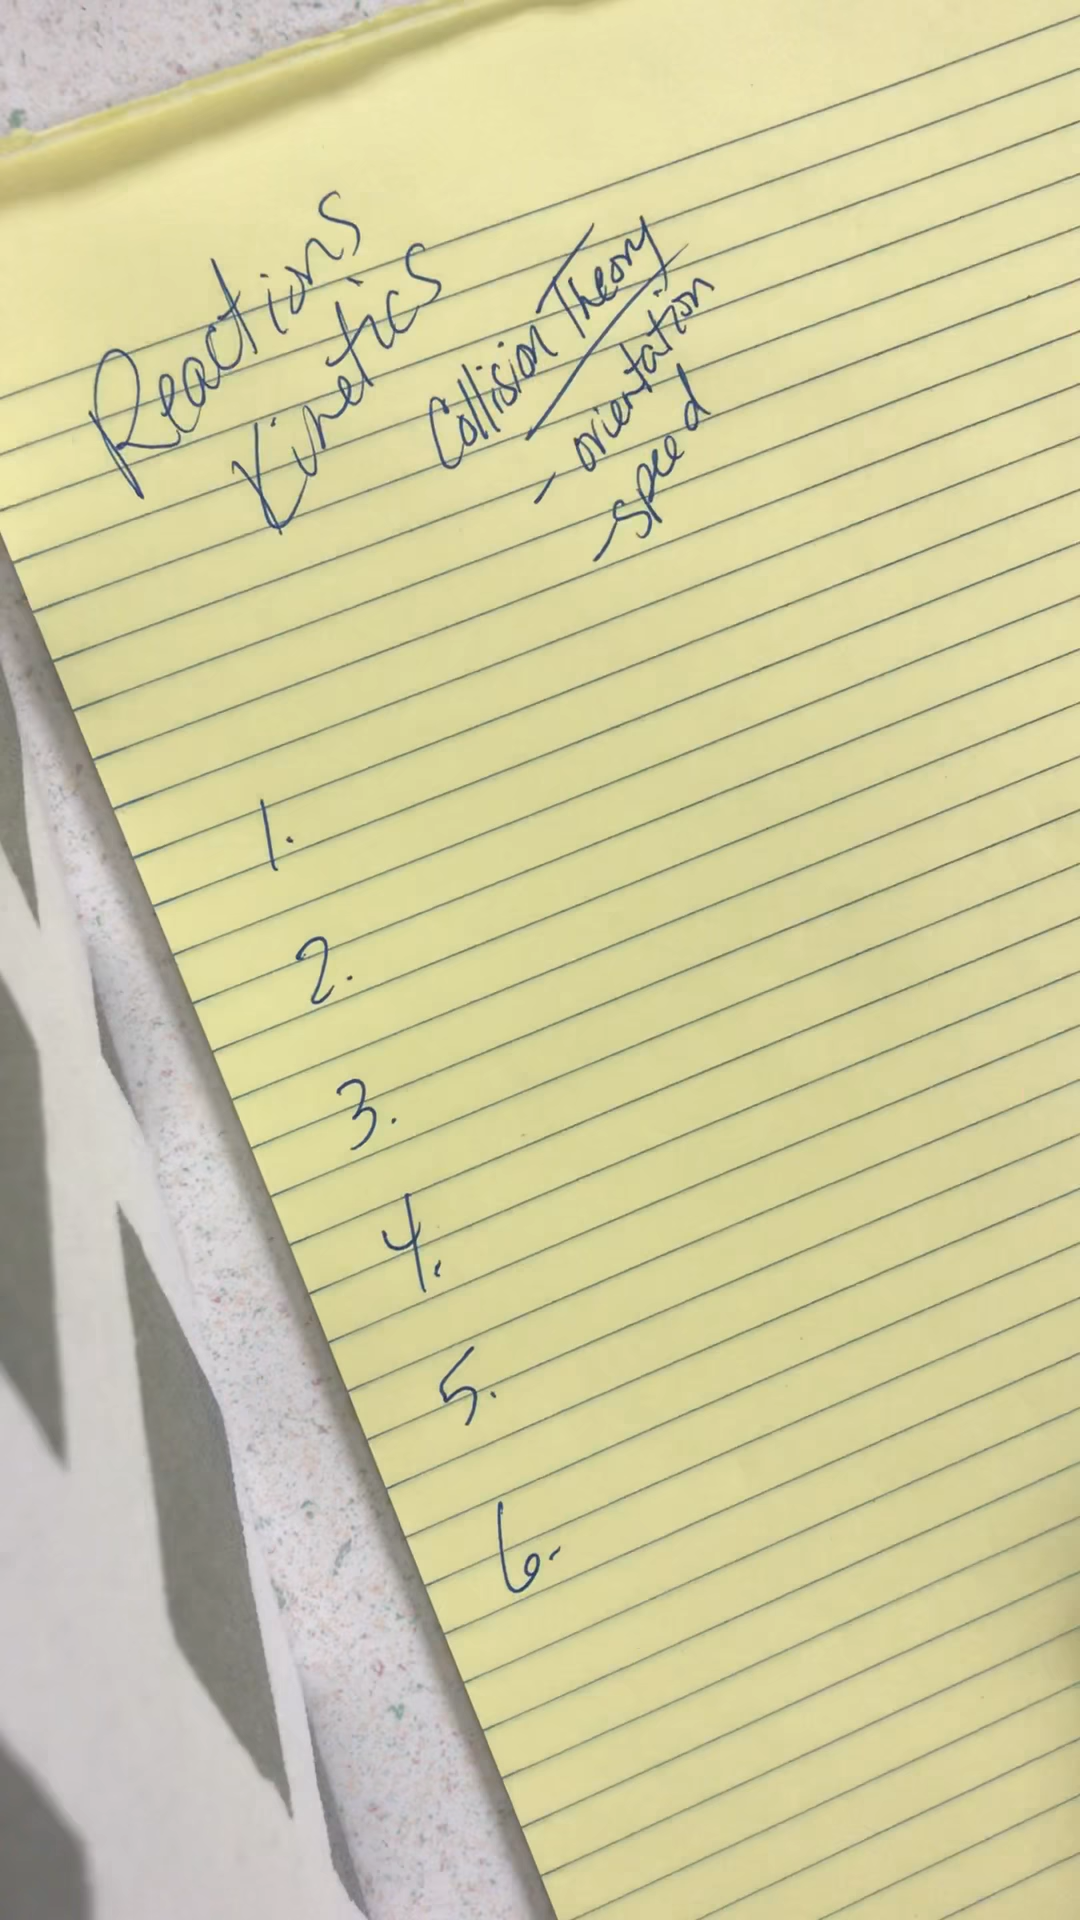 Reactions
Kinetics
Collision Theory
- orientation
- speed
1.
2.
3.
4.
5.
6.